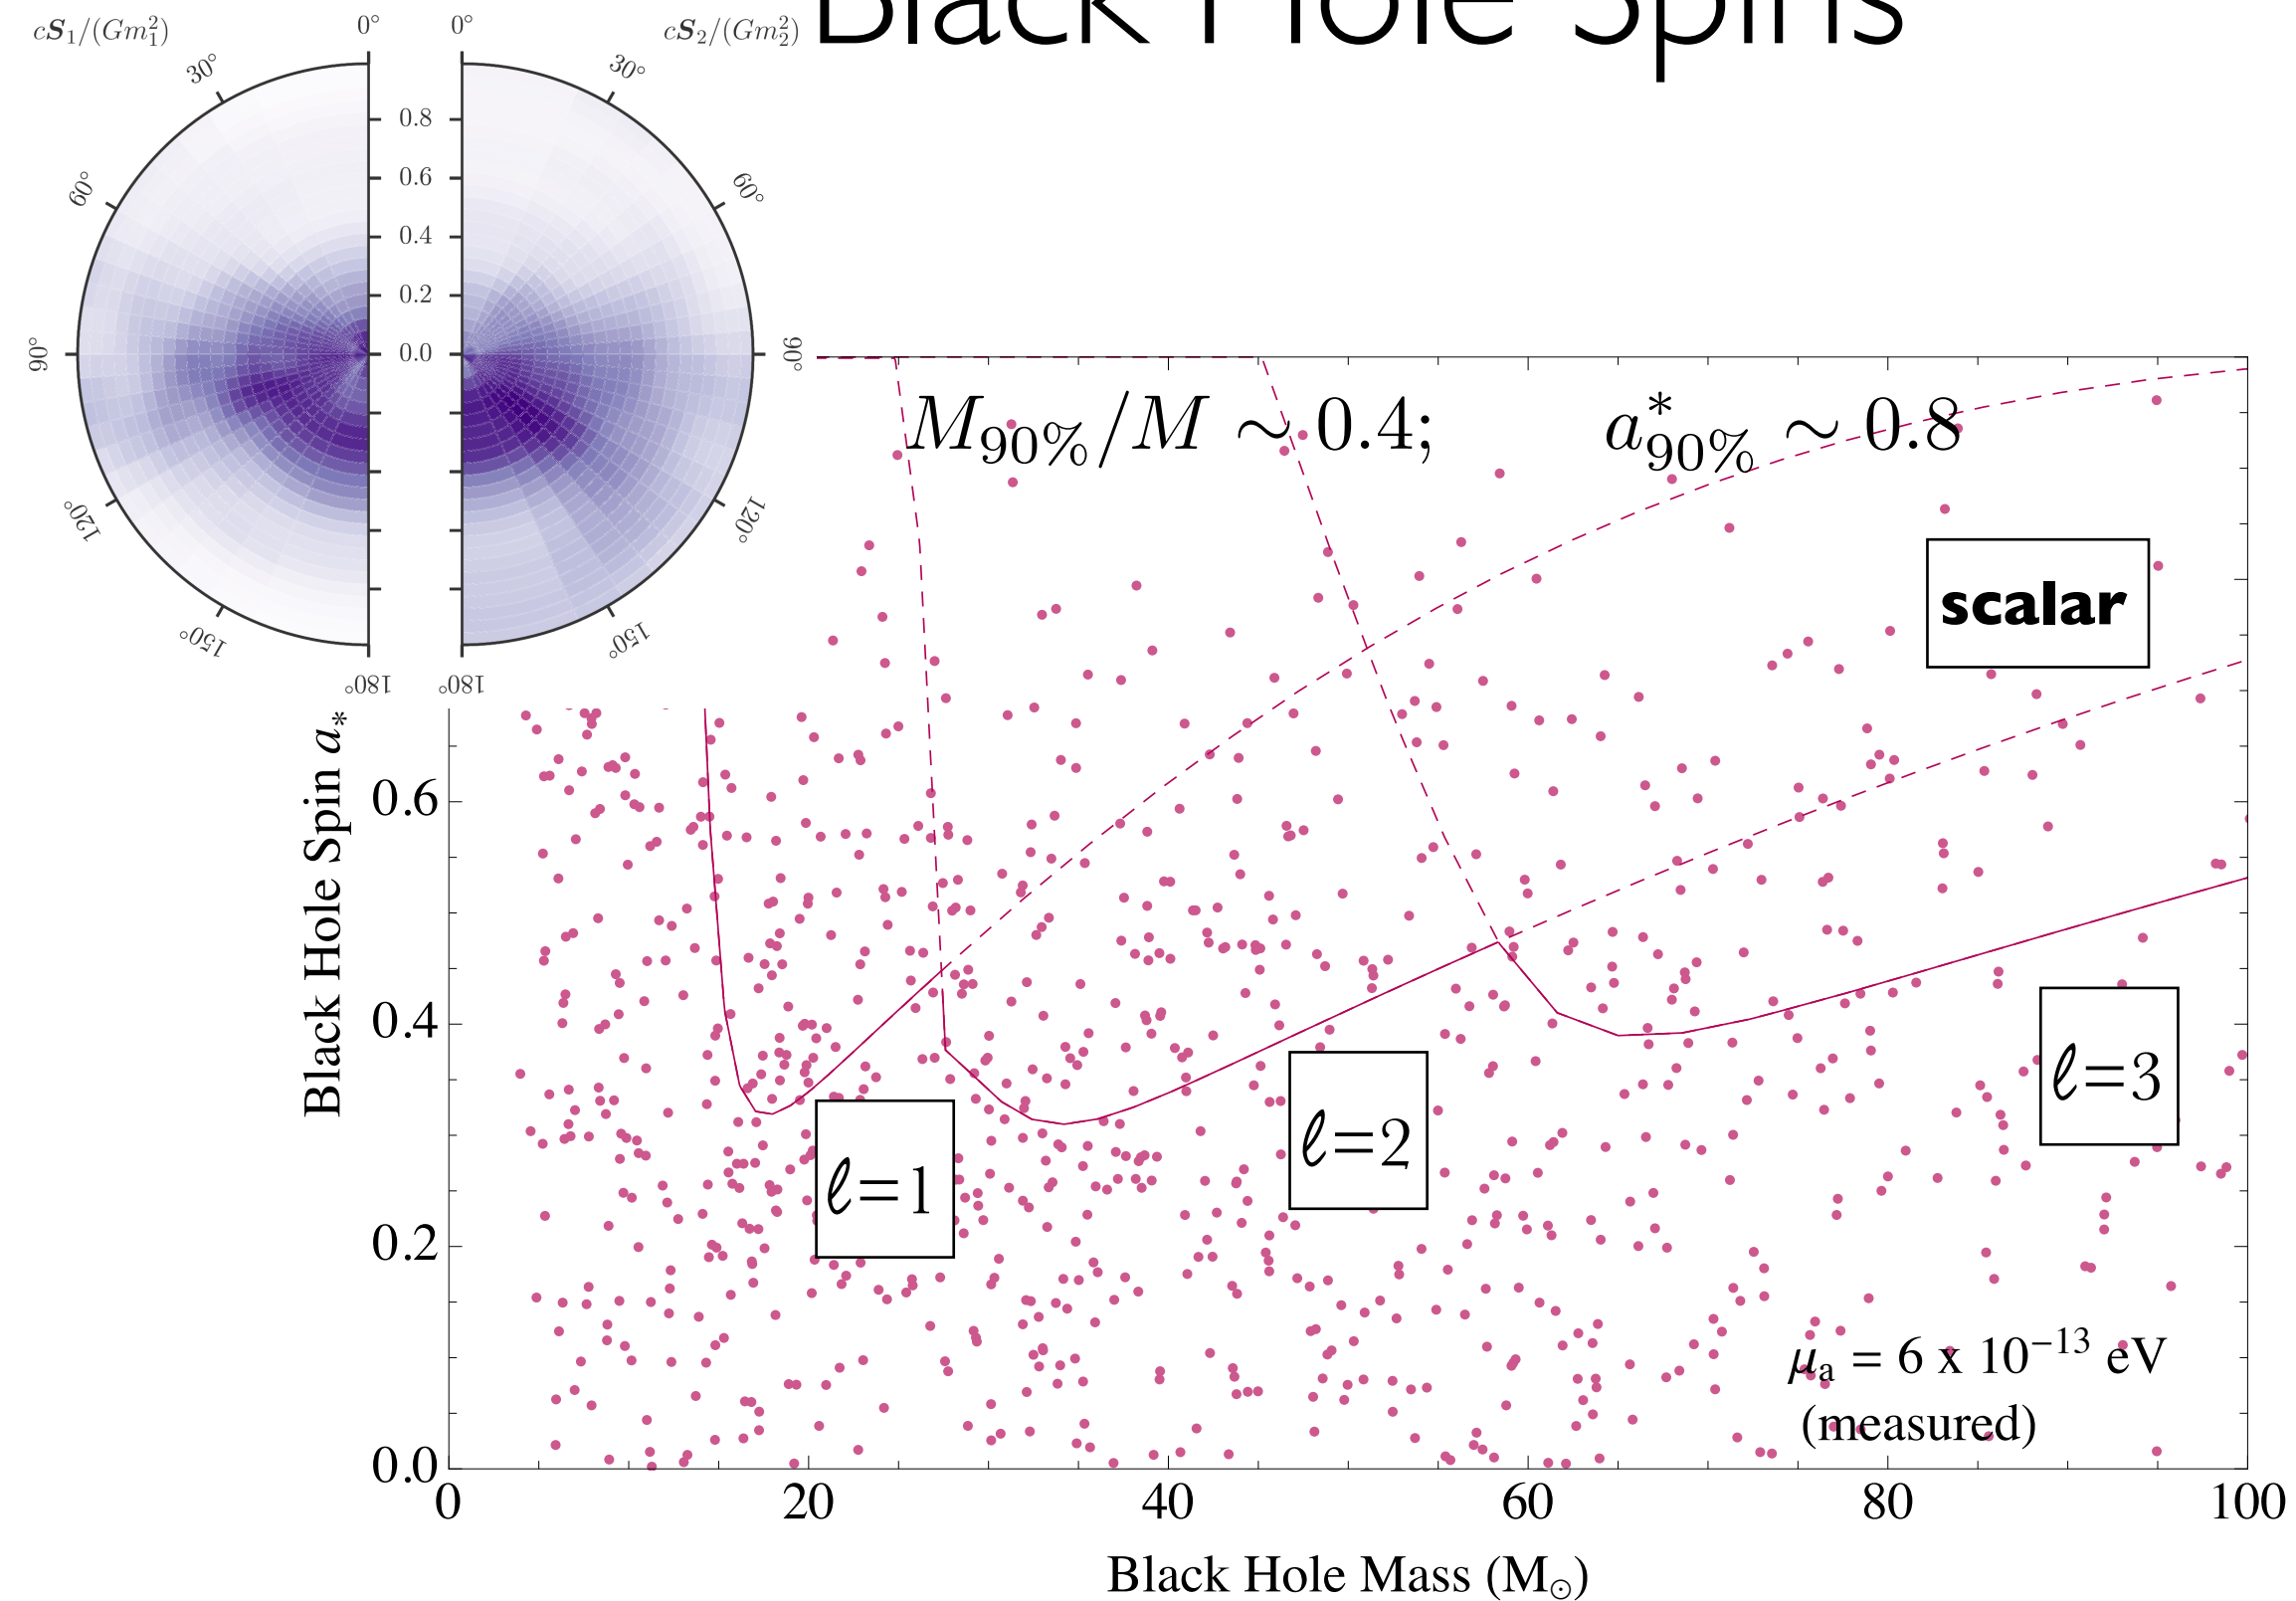 Black Hole Spins
cS₁/(Gm₁²)
0°
0°
cS₂/(Gm₂²)
30°
30°
60°
60°
90°
90°
120°
120°
150°
150°
180°
180°
0.8
0.6
0.4
0.2
0.0
M₉₀%/M ∼ 0.4;
a*₉₀% ∼ 0.8
scalar
ℓ=1
ℓ=2
ℓ=3
μₐ = 6 x 10⁻¹³ eV
(measured)
Black Hole Spin a*
0.6
0.4
0.2
0.0
0
20
40
60
80
100
Black Hole Mass (M☉)